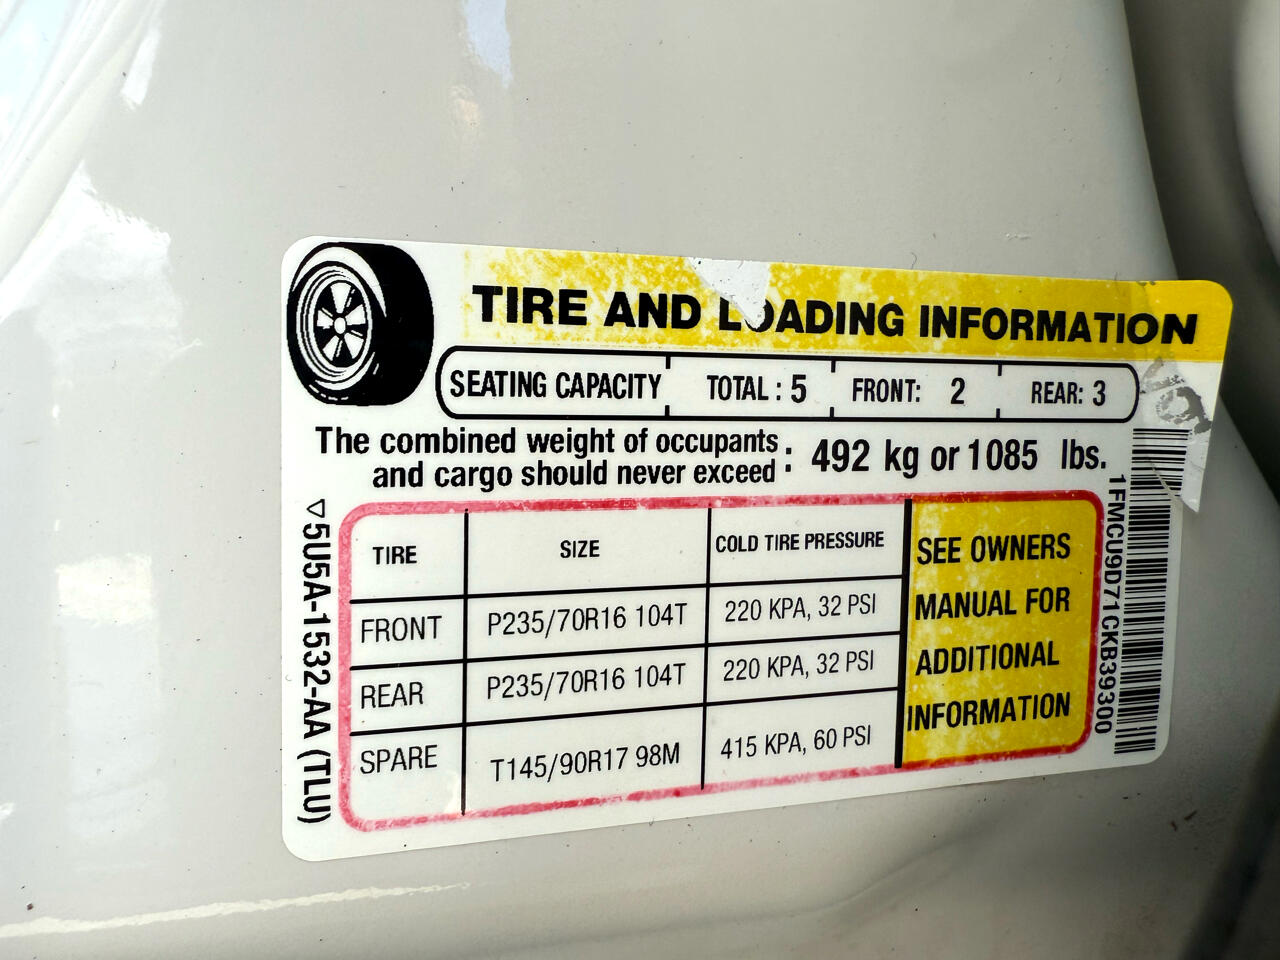 TIRE AND LOADING INFORMATION
SEATING CAPACITY TOTAL : 5 FRONT: 2 REAR: 3
The combined weight of occupants
and cargo should never exceed : 492 kg or 1085 lbs.
TIRE SIZE COLD TIRE PRESSURE
FRONT P235/70R16 104T 220 KPA, 32 PSI
REAR P235/70R16 104T 220 KPA, 32 PSI
SPARE T145/90R17 98M 415 KPA, 60 PSI
SEE OWNERS
MANUAL FOR
ADDITIONAL
INFORMATION
▽5U5A-1532-AA (TLU)
1FMCU9D71CKB39300